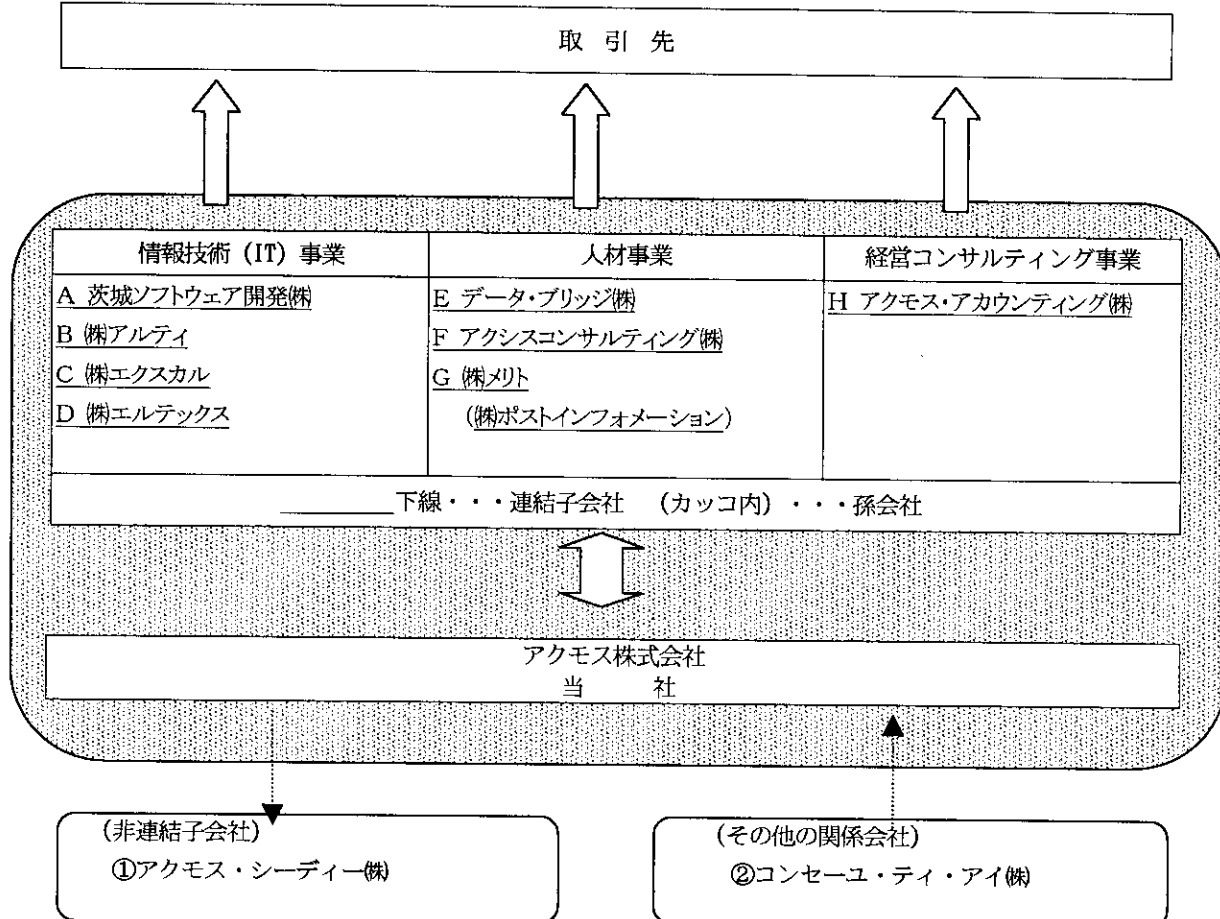 取 引 先
情報技術（IT）事業
A 茨城ソフトウェア開発㈱
B ㈱アルティ
C ㈱エクスカル
D ㈱エルテックス
人材事業
E データ・ブリッジ㈱
F アクシスコンサルティング㈱
G ㈱メリト
(㈱ポストインフォメーション)
経営コンサルティング事業
H アクモス・アカウンティング㈱
下線・・・連結子会社 （カッコ内）・・・孫会社
アクモス株式会社
当 社
(非連結子会社)
①アクモス・シーディー㈱
(その他の関係会社)
②コンセーユ・ティ・アイ㈱